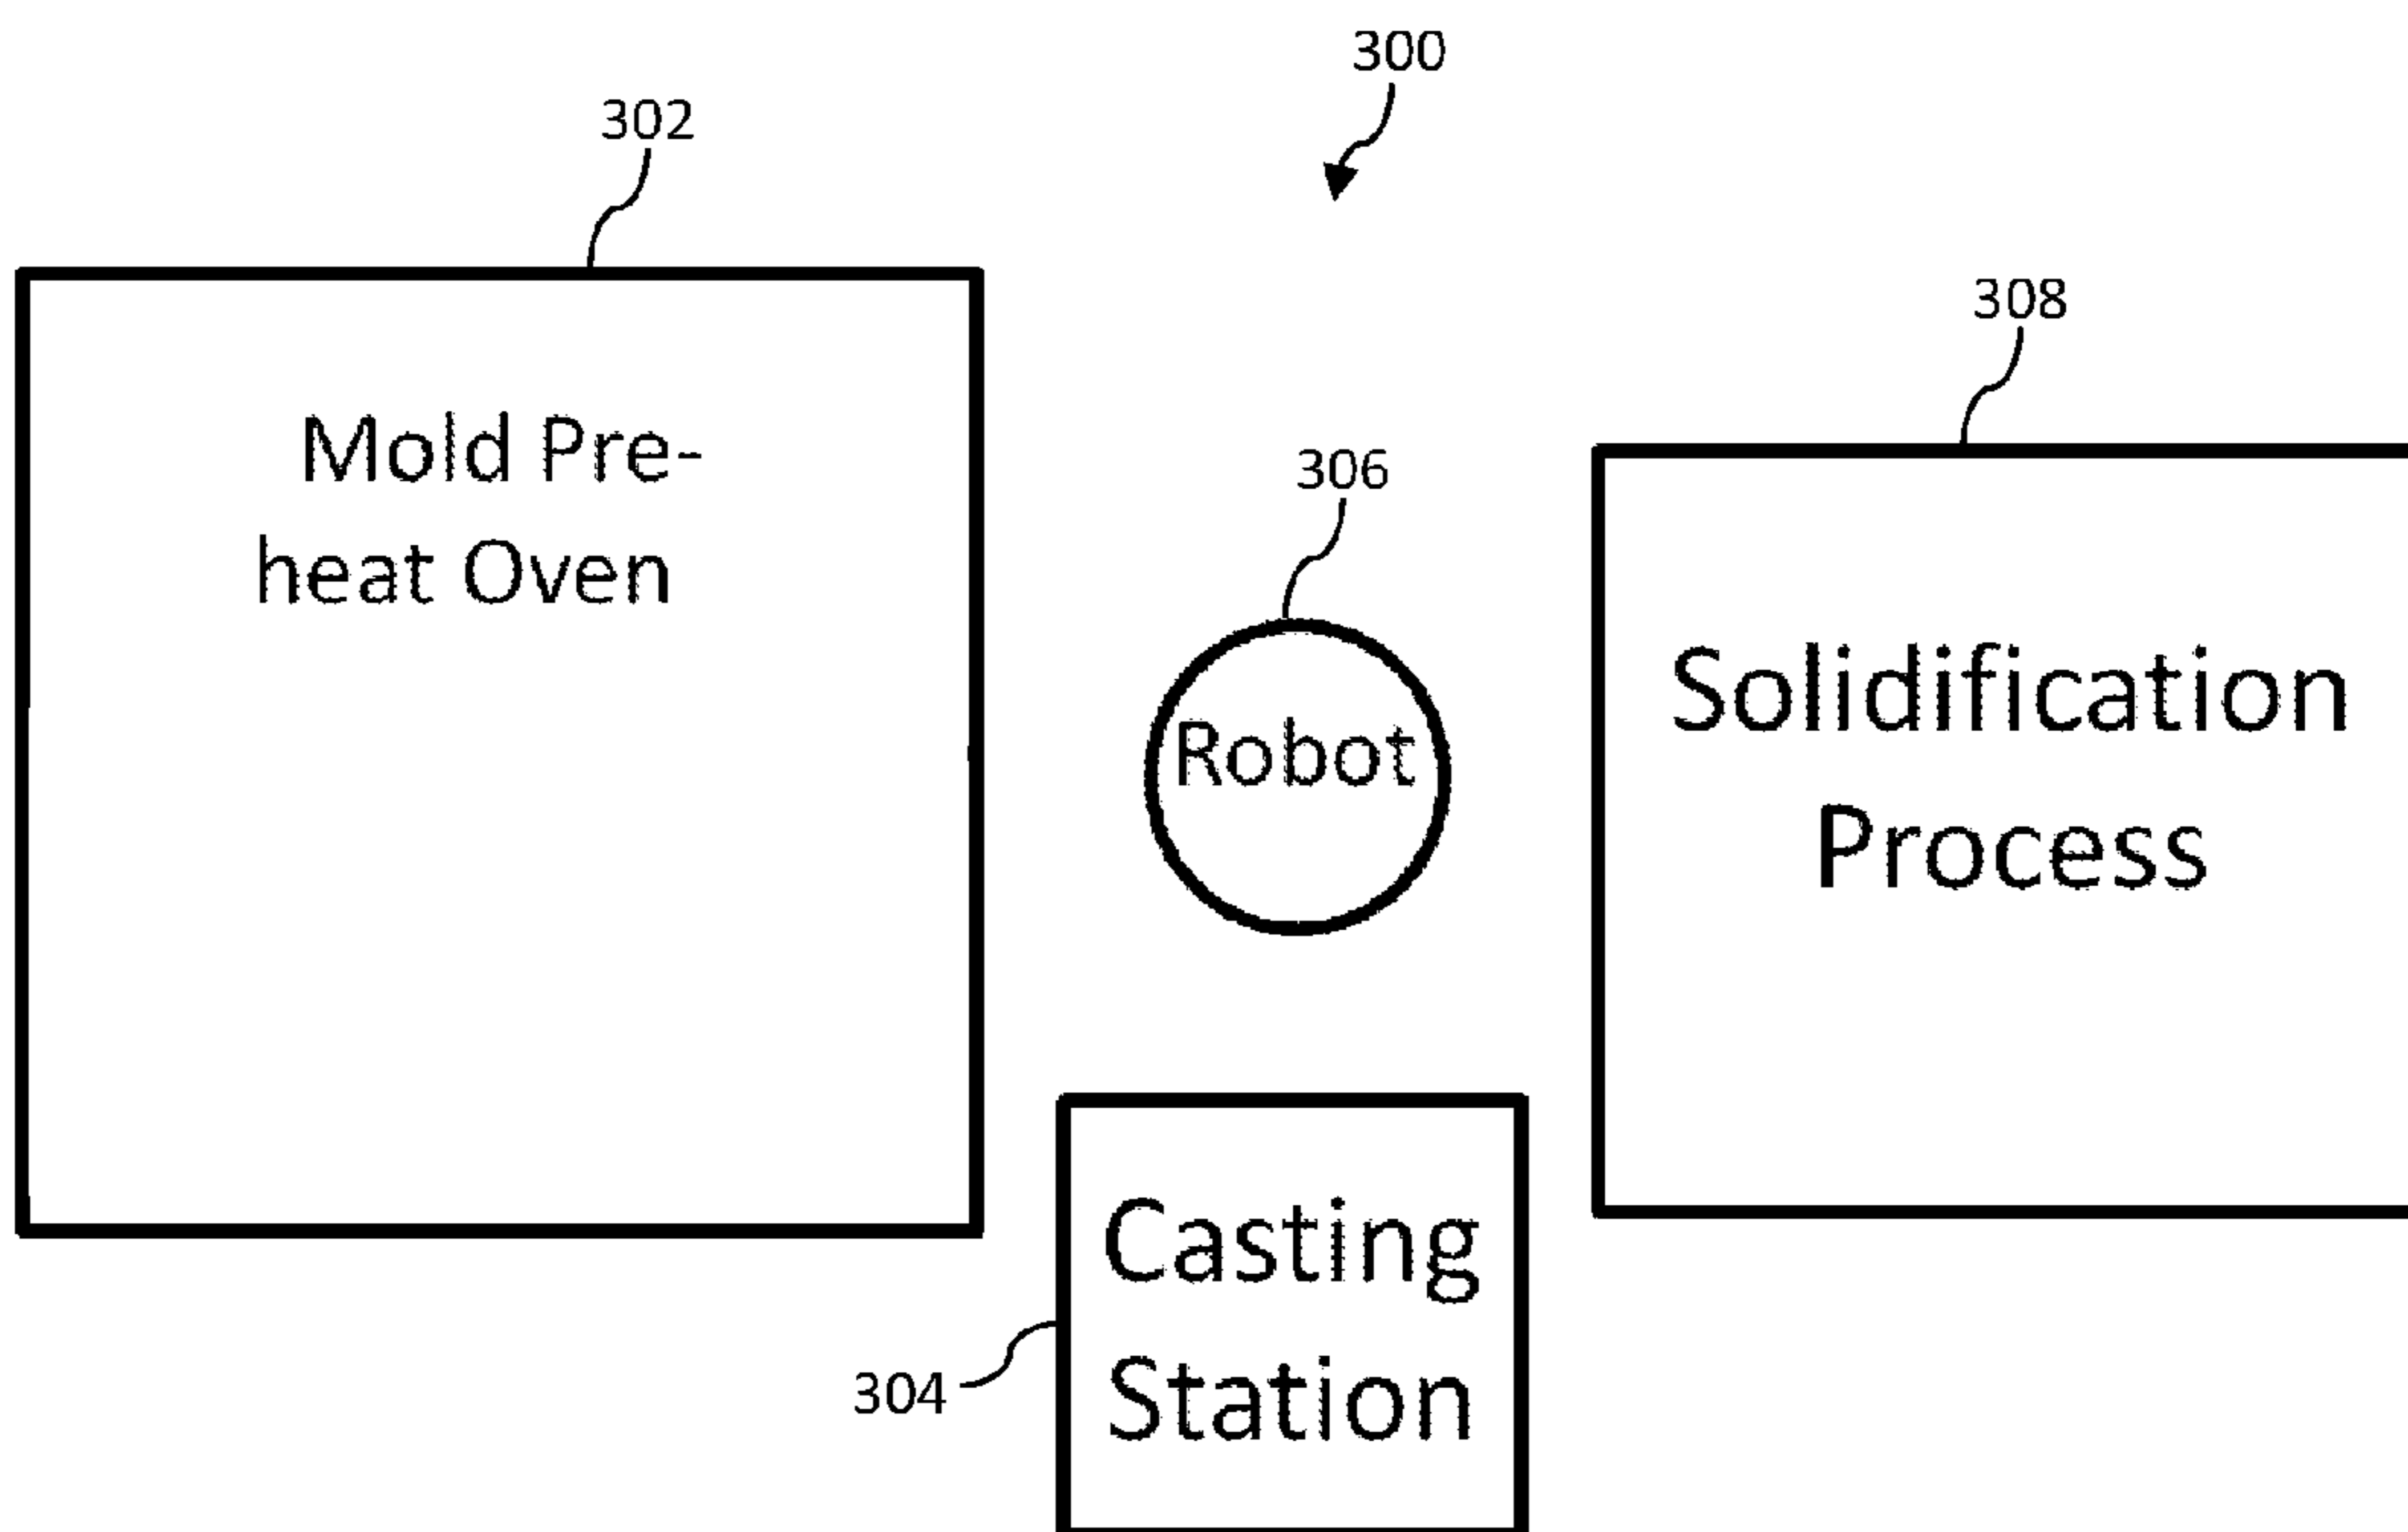 300
302
308
Mold Pre-
heat Oven
306
Robot
Solidification
Process
Casting
Station
304